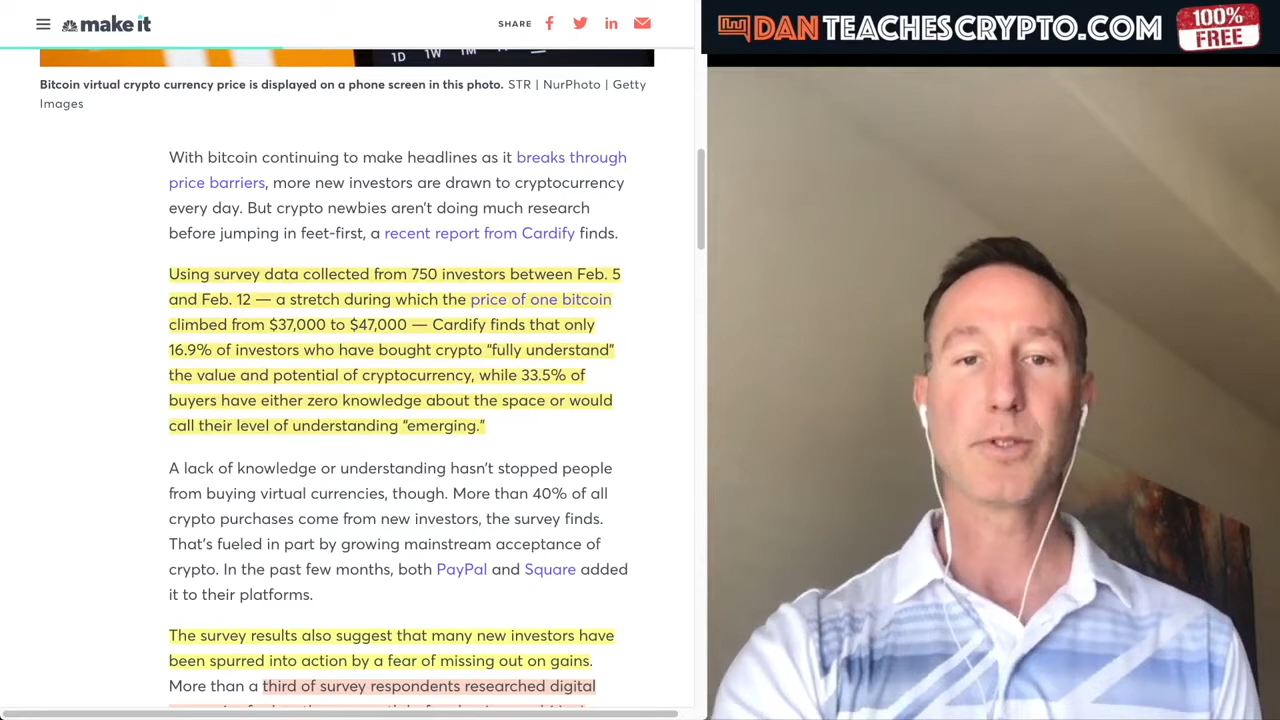 make it
SHARE
DANTEACHESCRYPTO.COM
100%
FREE
1D 1W 1M
Bitcoin virtual crypto currency price is displayed on a phone screen in this photo. STR | NurPhoto | Getty
Images
With bitcoin continuing to make headlines as it breaks through
price barriers, more new investors are drawn to cryptocurrency
every day. But crypto newbies aren't doing much research
before jumping in feet-first, a recent report from Cardify finds.
Using survey data collected from 750 investors between Feb. 5
and Feb. 12 — a stretch during which the price of one bitcoin
climbed from $37,000 to $47,000 — Cardify finds that only
16.9% of investors who have bought crypto “fully understand”
the value and potential of cryptocurrency, while 33.5% of
buyers have either zero knowledge about the space or would
call their level of understanding “emerging.”
A lack of knowledge or understanding hasn't stopped people
from buying virtual currencies, though. More than 40% of all
crypto purchases come from new investors, the survey finds.
That's fueled in part by growing mainstream acceptance of
crypto. In the past few months, both PayPal and Square added
it to their platforms.
The survey results also suggest that many new investors have
been spurred into action by a fear of missing out on gains.
More than a third of survey respondents researched digital